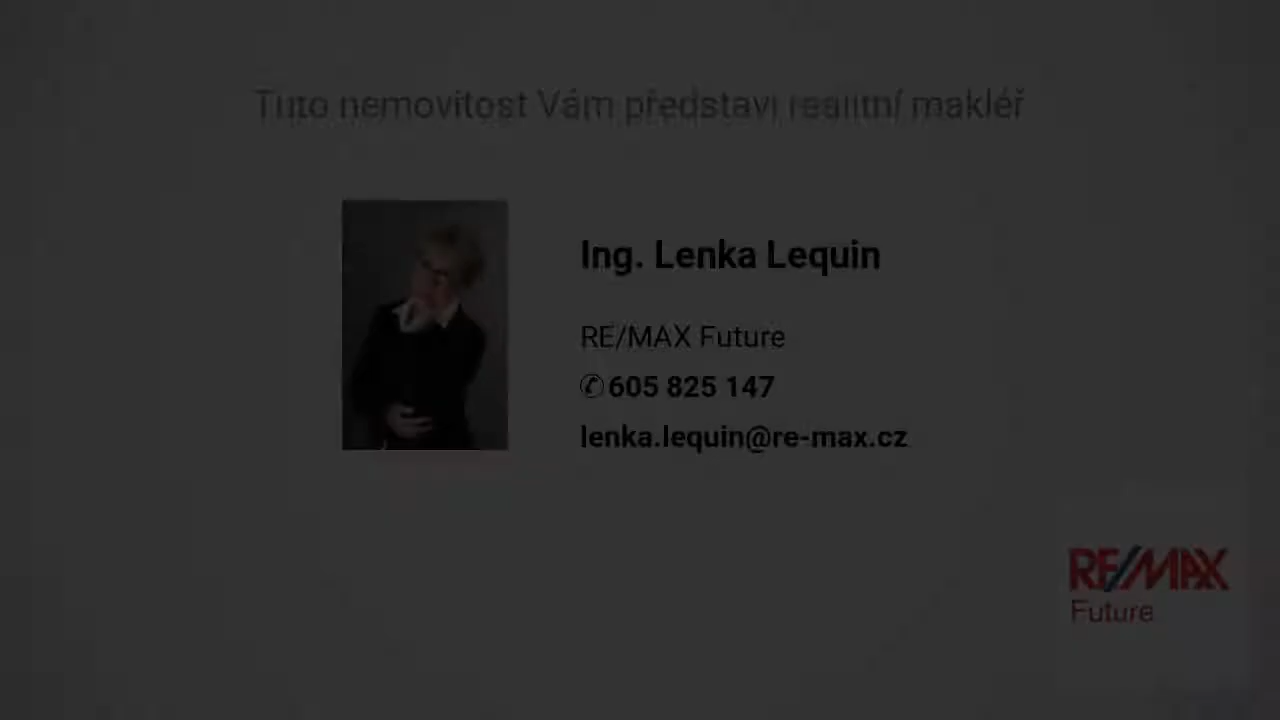 Tuto nemovitost Vám představí realitní makléř
Ing. Lenka Lequin
RE/MAX Future
✆605 825 147
lenka.lequin@re-max.cz
RE/MAX
Future